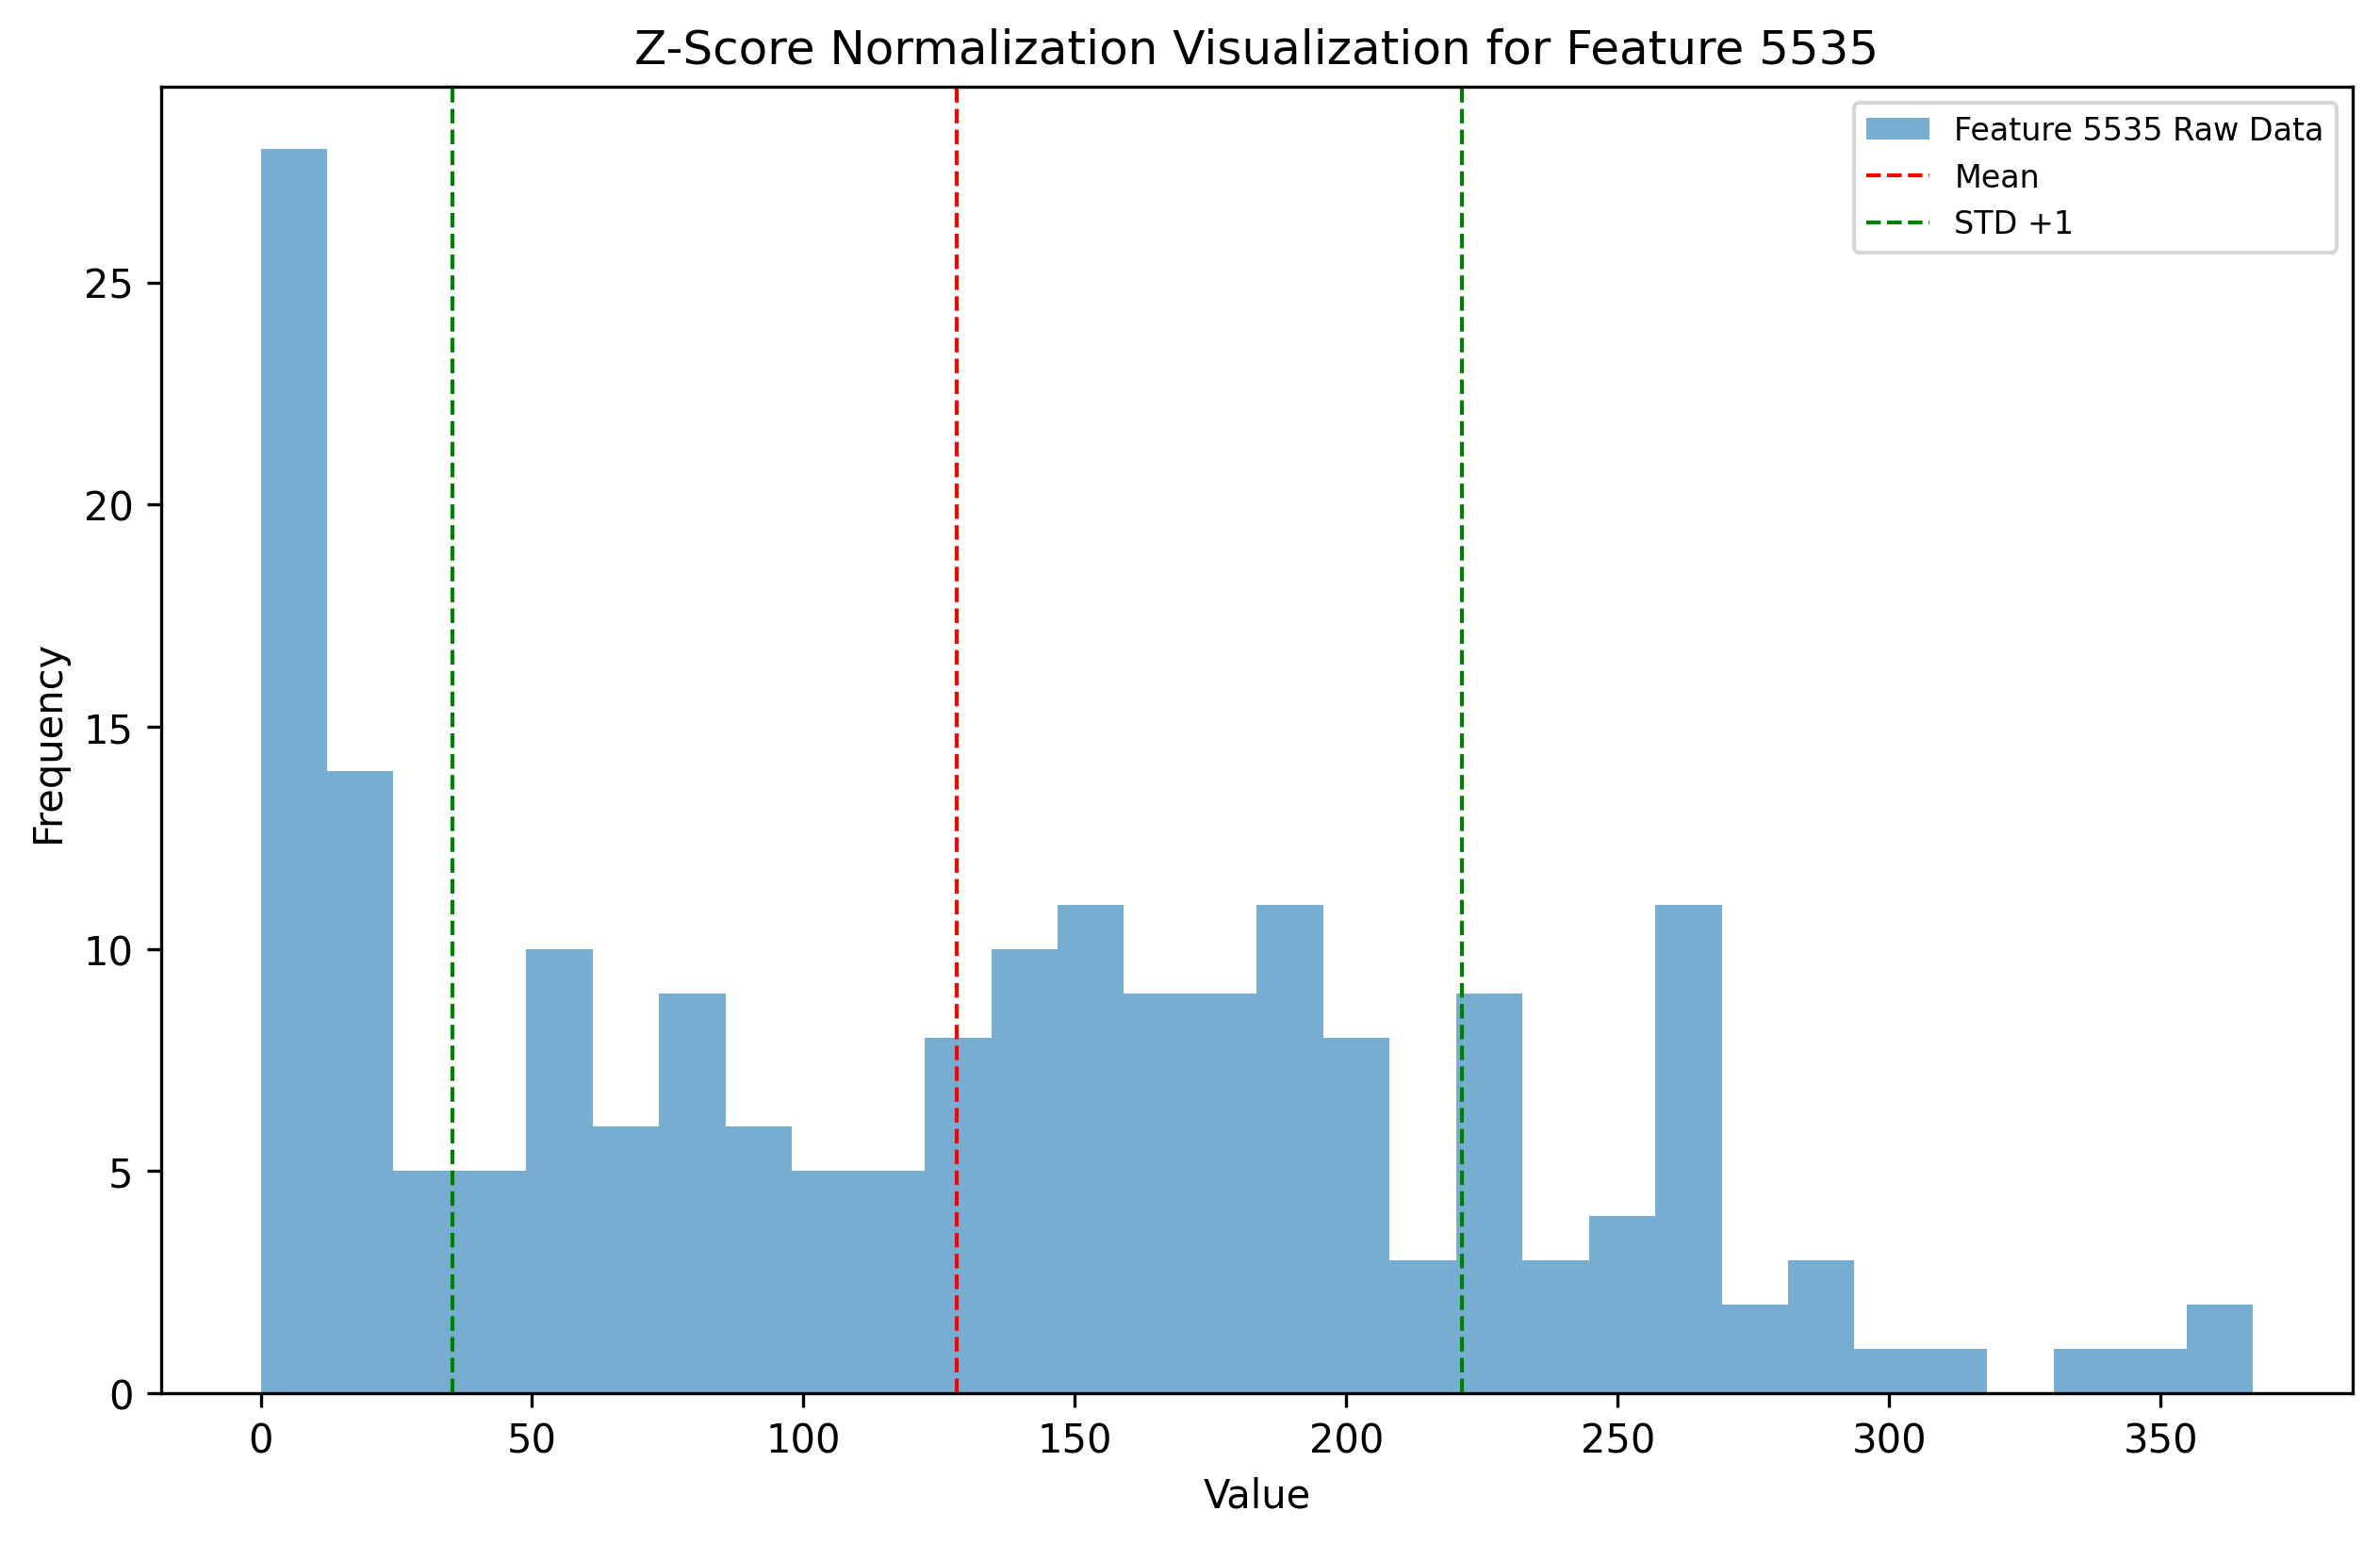 Z-Score Normalization Visualization for Feature 5535
Feature 5535 Raw Data
Mean
STD +1
Frequency
25
20
15
10
5
0
0 50 100 150 200 250 300 350
Value